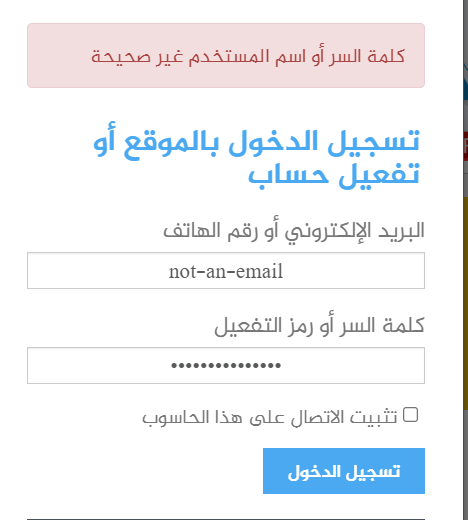 كلمة السر أو اسم المستخدم غير صحيحة
تسجيل الدخول بالموقع أو
تفعيل حساب
البريد الإلكتروني أو رقم الهاتف
not-an-email
كلمة السر أو رمز التفعيل
•••••••••••••••
تثبيت الاتصال على هذا الحاسوب
تسجيل الدخول